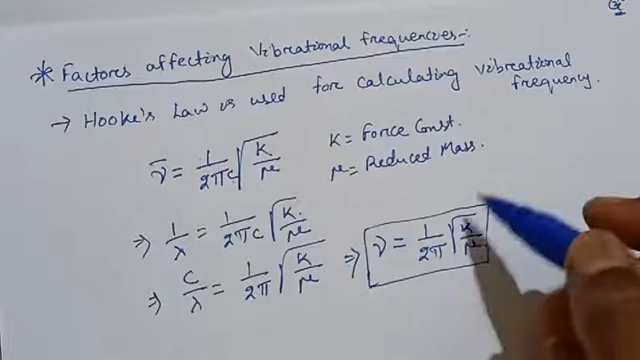 * Factors affecting Vibrational frequencies:-
→ Hooke's Law is used for calculating vibrational frequency.
ν̅ = 1/2πc √(K/μ)
K = Force Const.
μ = Reduced Mass.
⇒ 1/λ = 1/2πc √(K/μ)
⇒ c/λ = 1/2π √(K/μ) ⇒ ν = 1/2π √(K/μ)